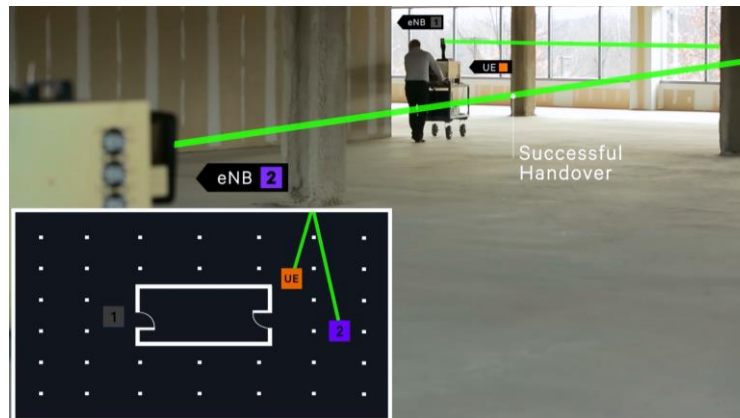 eNB 1
UE
eNB 2
Successful
Handover
UE
1
2